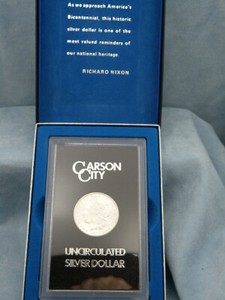 As we approach America's
Bicentennial, this historic
silver dollar is one of the
most valued reminders of
our national heritage.
RICHARD NIXON
CARSON
CITY
UNCIRCULATED
SILVER DOLLAR